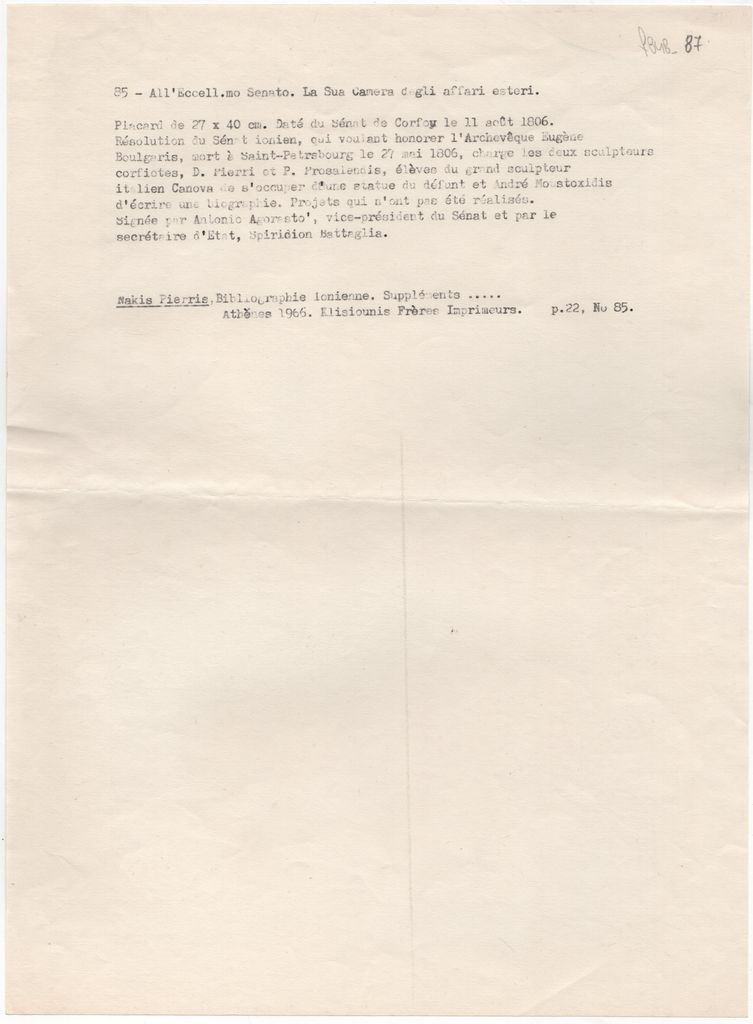 87
85 - All'Eccell.mo Senato. La Sua Camera degli affari esteri.
Placard de 27 x 40 cm. Daté du Sénat de Corfoy le 11 août 1806.
Résolution du Sénat ionien, qui voulant honorer l'Archevêque Eugène
Boulgaris, mort à Saint-Petrsbourg le 27 mai 1806, charge les deux sculpteurs
corfiotes, D. Pierri et P. Prosalendis, élèves du grand sculpteur
italien Canova de s'occuper d'une statue du défunt et André Moustoxidis
d'écrire une biographie. Projets qui n'ont pas été réalisés.
Signée par Antonio Agorasto', vice-président du Sénat et par le
secrétaire d'Etat, Spiridion Battaglia.
Nakis Pierris, Bibliographie Ionienne. Suppléments .....
Athènes 1966. Klisiounis Frères Imprimeurs. p.22, No 85.